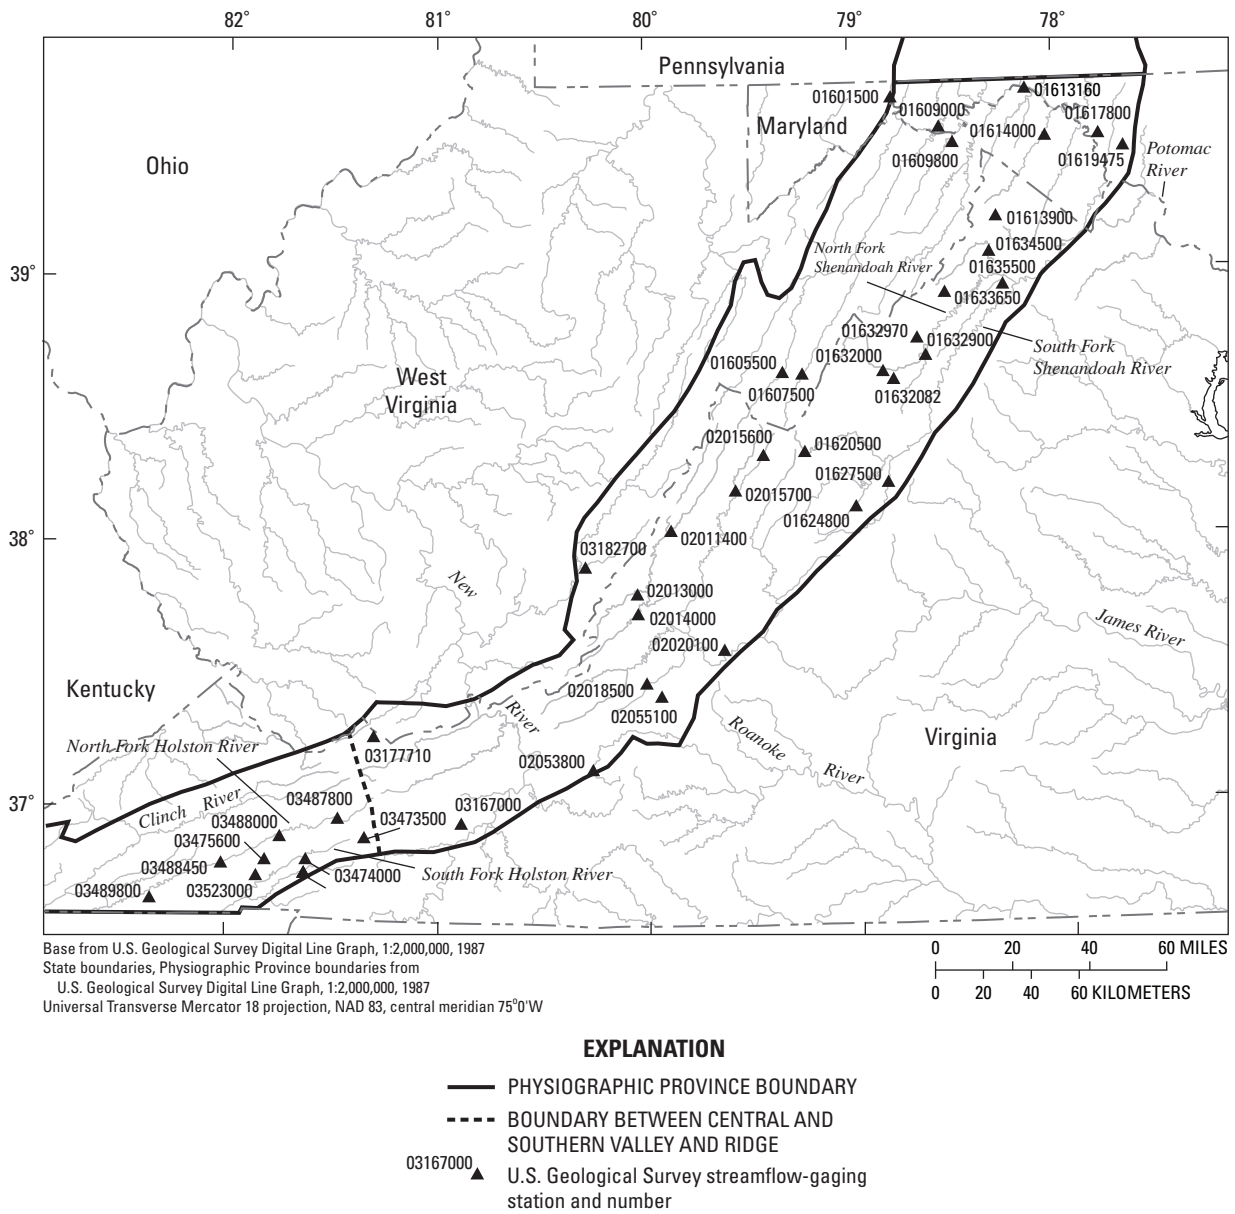 82°
81°
80°
79°
78°
Pennsylvania
01601500
01613160
01609000
01617800
Maryland
01614000
Ohio
01609800
01619475
Potomac
River
01613900
North Fork
Shenandoah River
01634500
39°
01635500
01633650
01632970
01632900
01605500
01632000
South Fork
Shenandoah River
West
Virginia
01607500
01632082
02015600
01620500
01627500
02015700
01624800
38°
02011400
03182700
New
02013000
02014000
James River
02020100
Kentucky
02018500
02055100
River
Roanoke
River
Virginia
North Fork Holston River
03177710
02053800
37°
Clinch River
03487800
03167000
03488000
03473500
03475600
03488450
03474000
South Fork Holston River
03489800
03523000
Base from U.S. Geological Survey Digital Line Graph, 1:2,000,000, 1987
State boundaries, Physiographic Province boundaries from
U.S. Geological Survey Digital Line Graph, 1:2,000,000, 1987
Universal Transverse Mercator 18 projection, NAD 83, central meridian 75°0'W
0 20 40 60 MILES
0 20 40 60 KILOMETERS
EXPLANATION
PHYSIOGRAPHIC PROVINCE BOUNDARY
BOUNDARY BETWEEN CENTRAL AND
SOUTHERN VALLEY AND RIDGE
03167000
U.S. Geological Survey streamflow-gaging
station and number